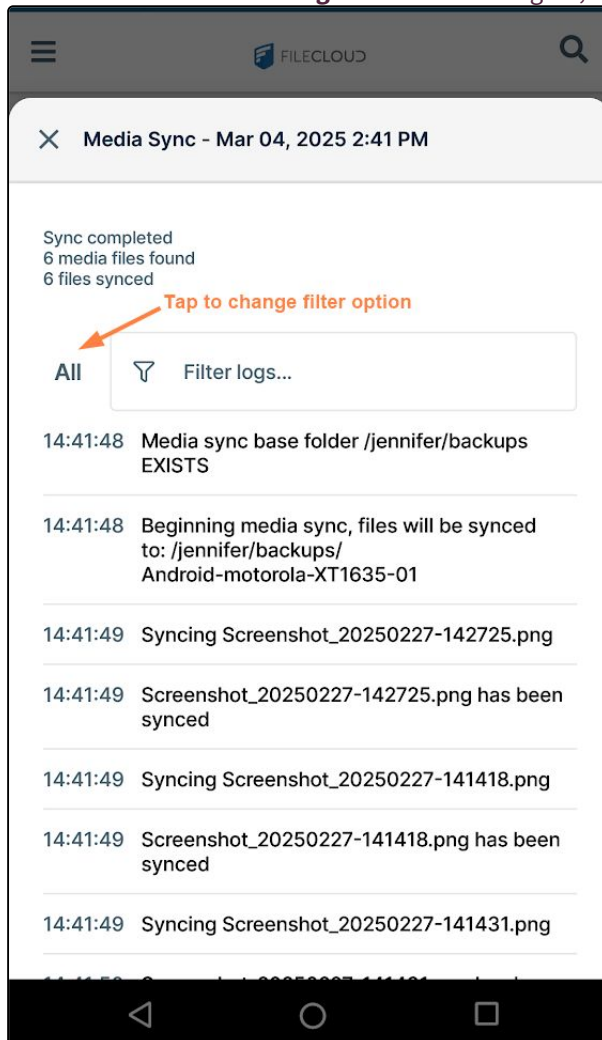 FILECLOUD
Media Sync - Mar 04, 2025 2:41 PM
Sync completed
6 media files found
6 files synced
Tap to change filter option
All
Filter logs...
14:41:48 Media sync base folder /jennifer/backups
EXISTS
14:41:48 Beginning media sync, files will be synced
to: /jennifer/backups/
Android-motorola-XT1635-01
14:41:49 Syncing Screenshot_20250227-142725.png
14:41:49 Screenshot_20250227-142725.png has been
synced
14:41:49 Syncing Screenshot_20250227-141418.png
14:41:49 Screenshot_20250227-141418.png has been
synced
14:41:49 Syncing Screenshot_20250227-141431.png